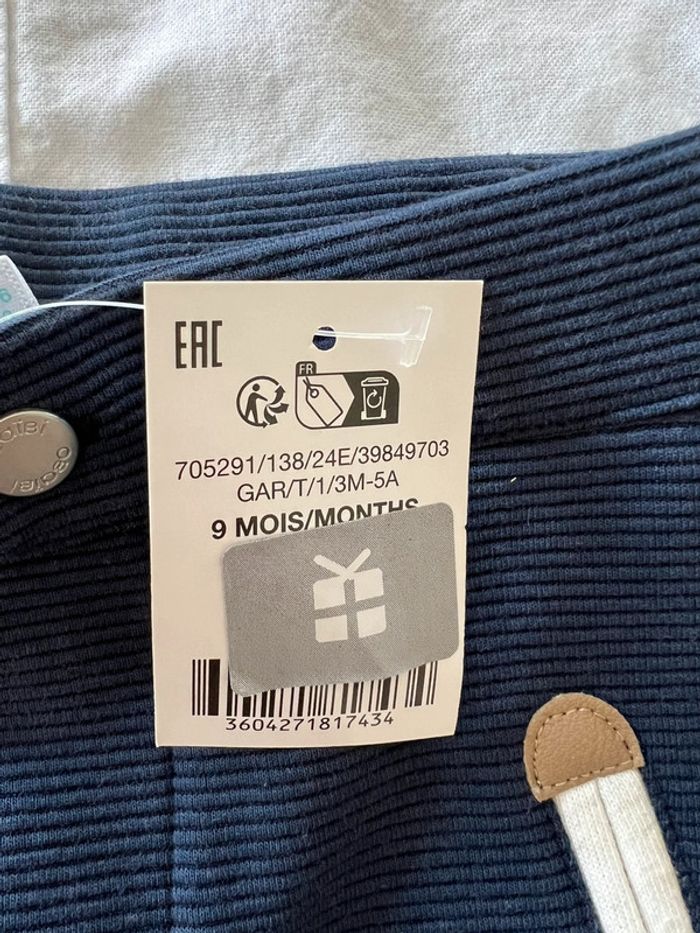 EAC
FR
705291/138/24E/39849703
GAR/T/1/3M-5A
9 MOIS/MONTHS
3604271817434